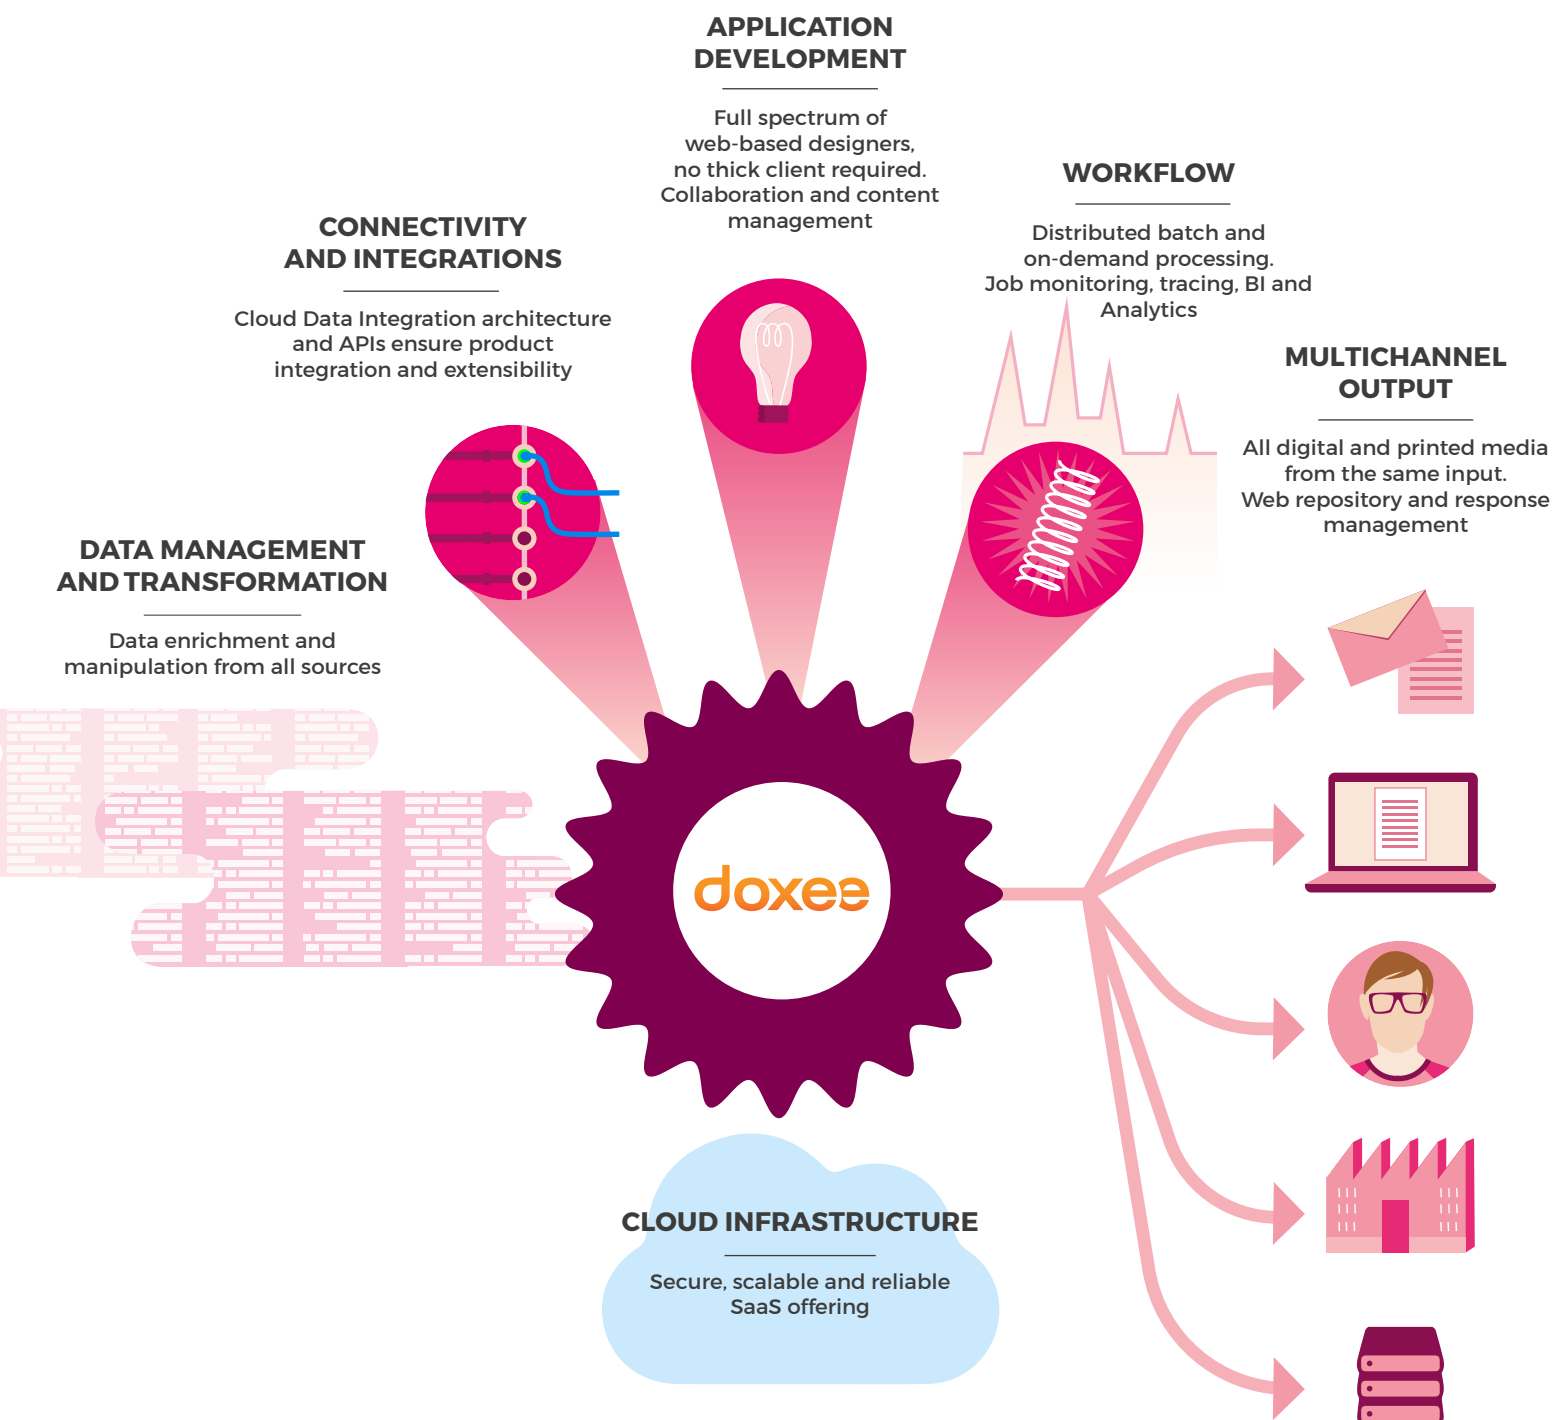 APPLICATION
DEVELOPMENT
Full spectrum of
web-based designers,
no thick client required.
Collaboration and content
management
WORKFLOW
Distributed batch and
on-demand processing.
Job monitoring, tracing, BI and
Analytics
CONNECTIVITY
AND INTEGRATIONS
Cloud Data Integration architecture
and APIs ensure product
integration and extensibility
MULTICHANNEL
OUTPUT
All digital and printed media
from the same input.
Web repository and response
management
DATA MANAGEMENT
AND TRANSFORMATION
Data enrichment and
manipulation from all sources
doxee
CLOUD INFRASTRUCTURE
Secure, scalable and reliable
SaaS offering